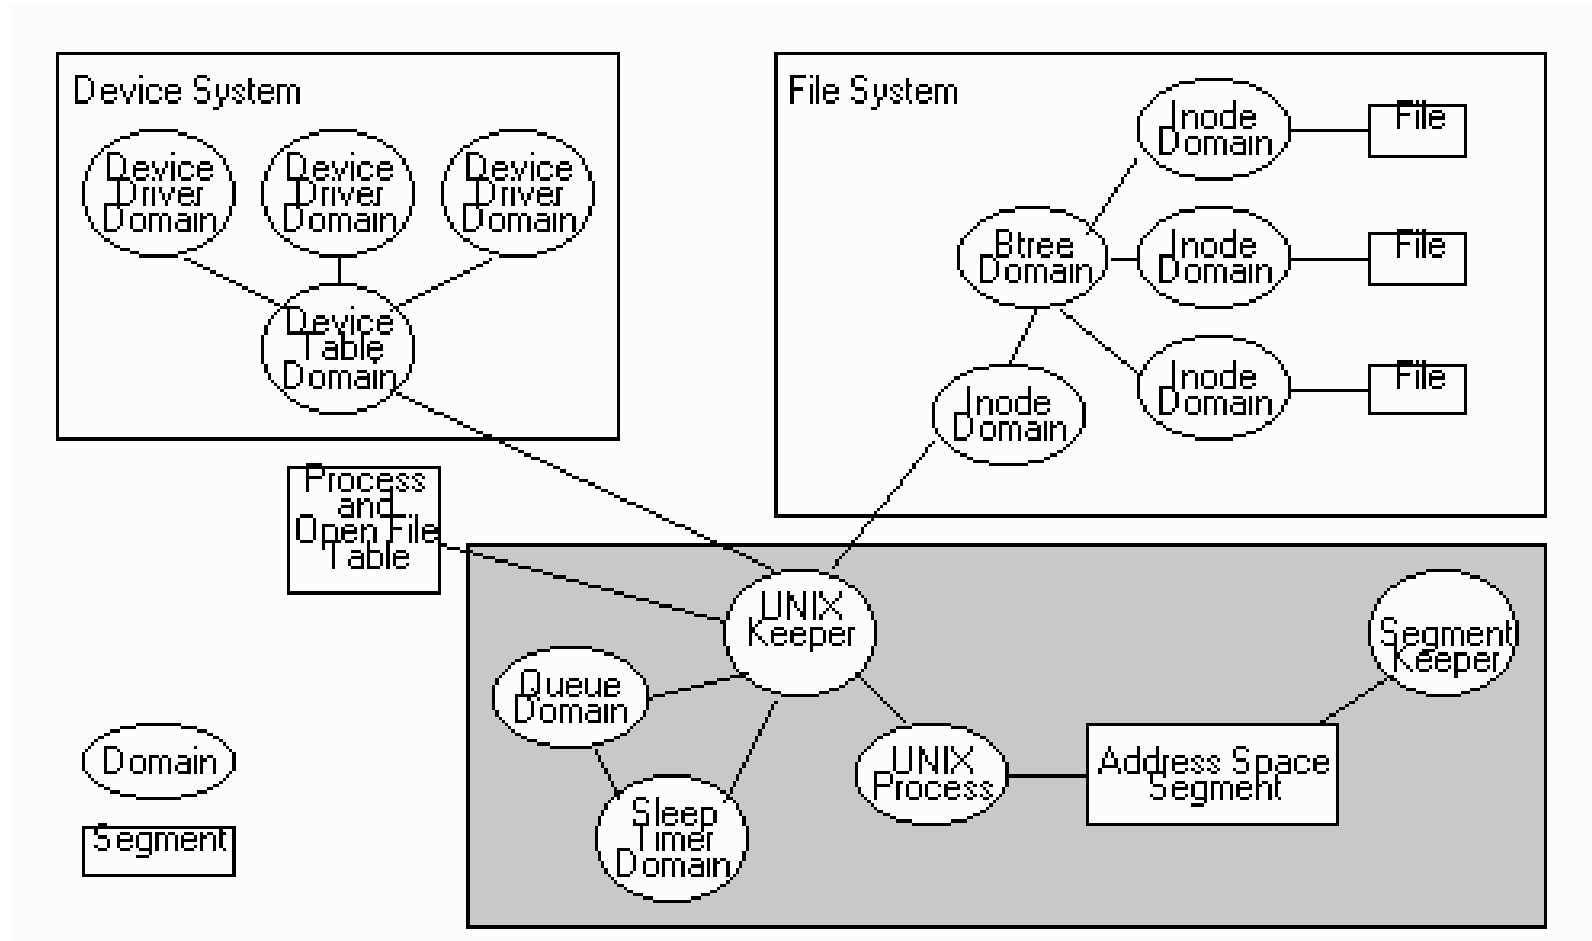 Device System
Device
Driver
Domain
Device
Driver
Domain
Device
Driver
Domain
Device
Table
Domain
File System
Inode
Domain
File
Btree
Domain
Inode
Domain
File
Inode
Domain
File
Inode
Domain
Process
and
Open File
Table
UNIX
Keeper
Segment
Keeper
Queue
Domain
UNIX
Process
Address Space
Segment
Sleep
Timer
Domain
Domain
Segment